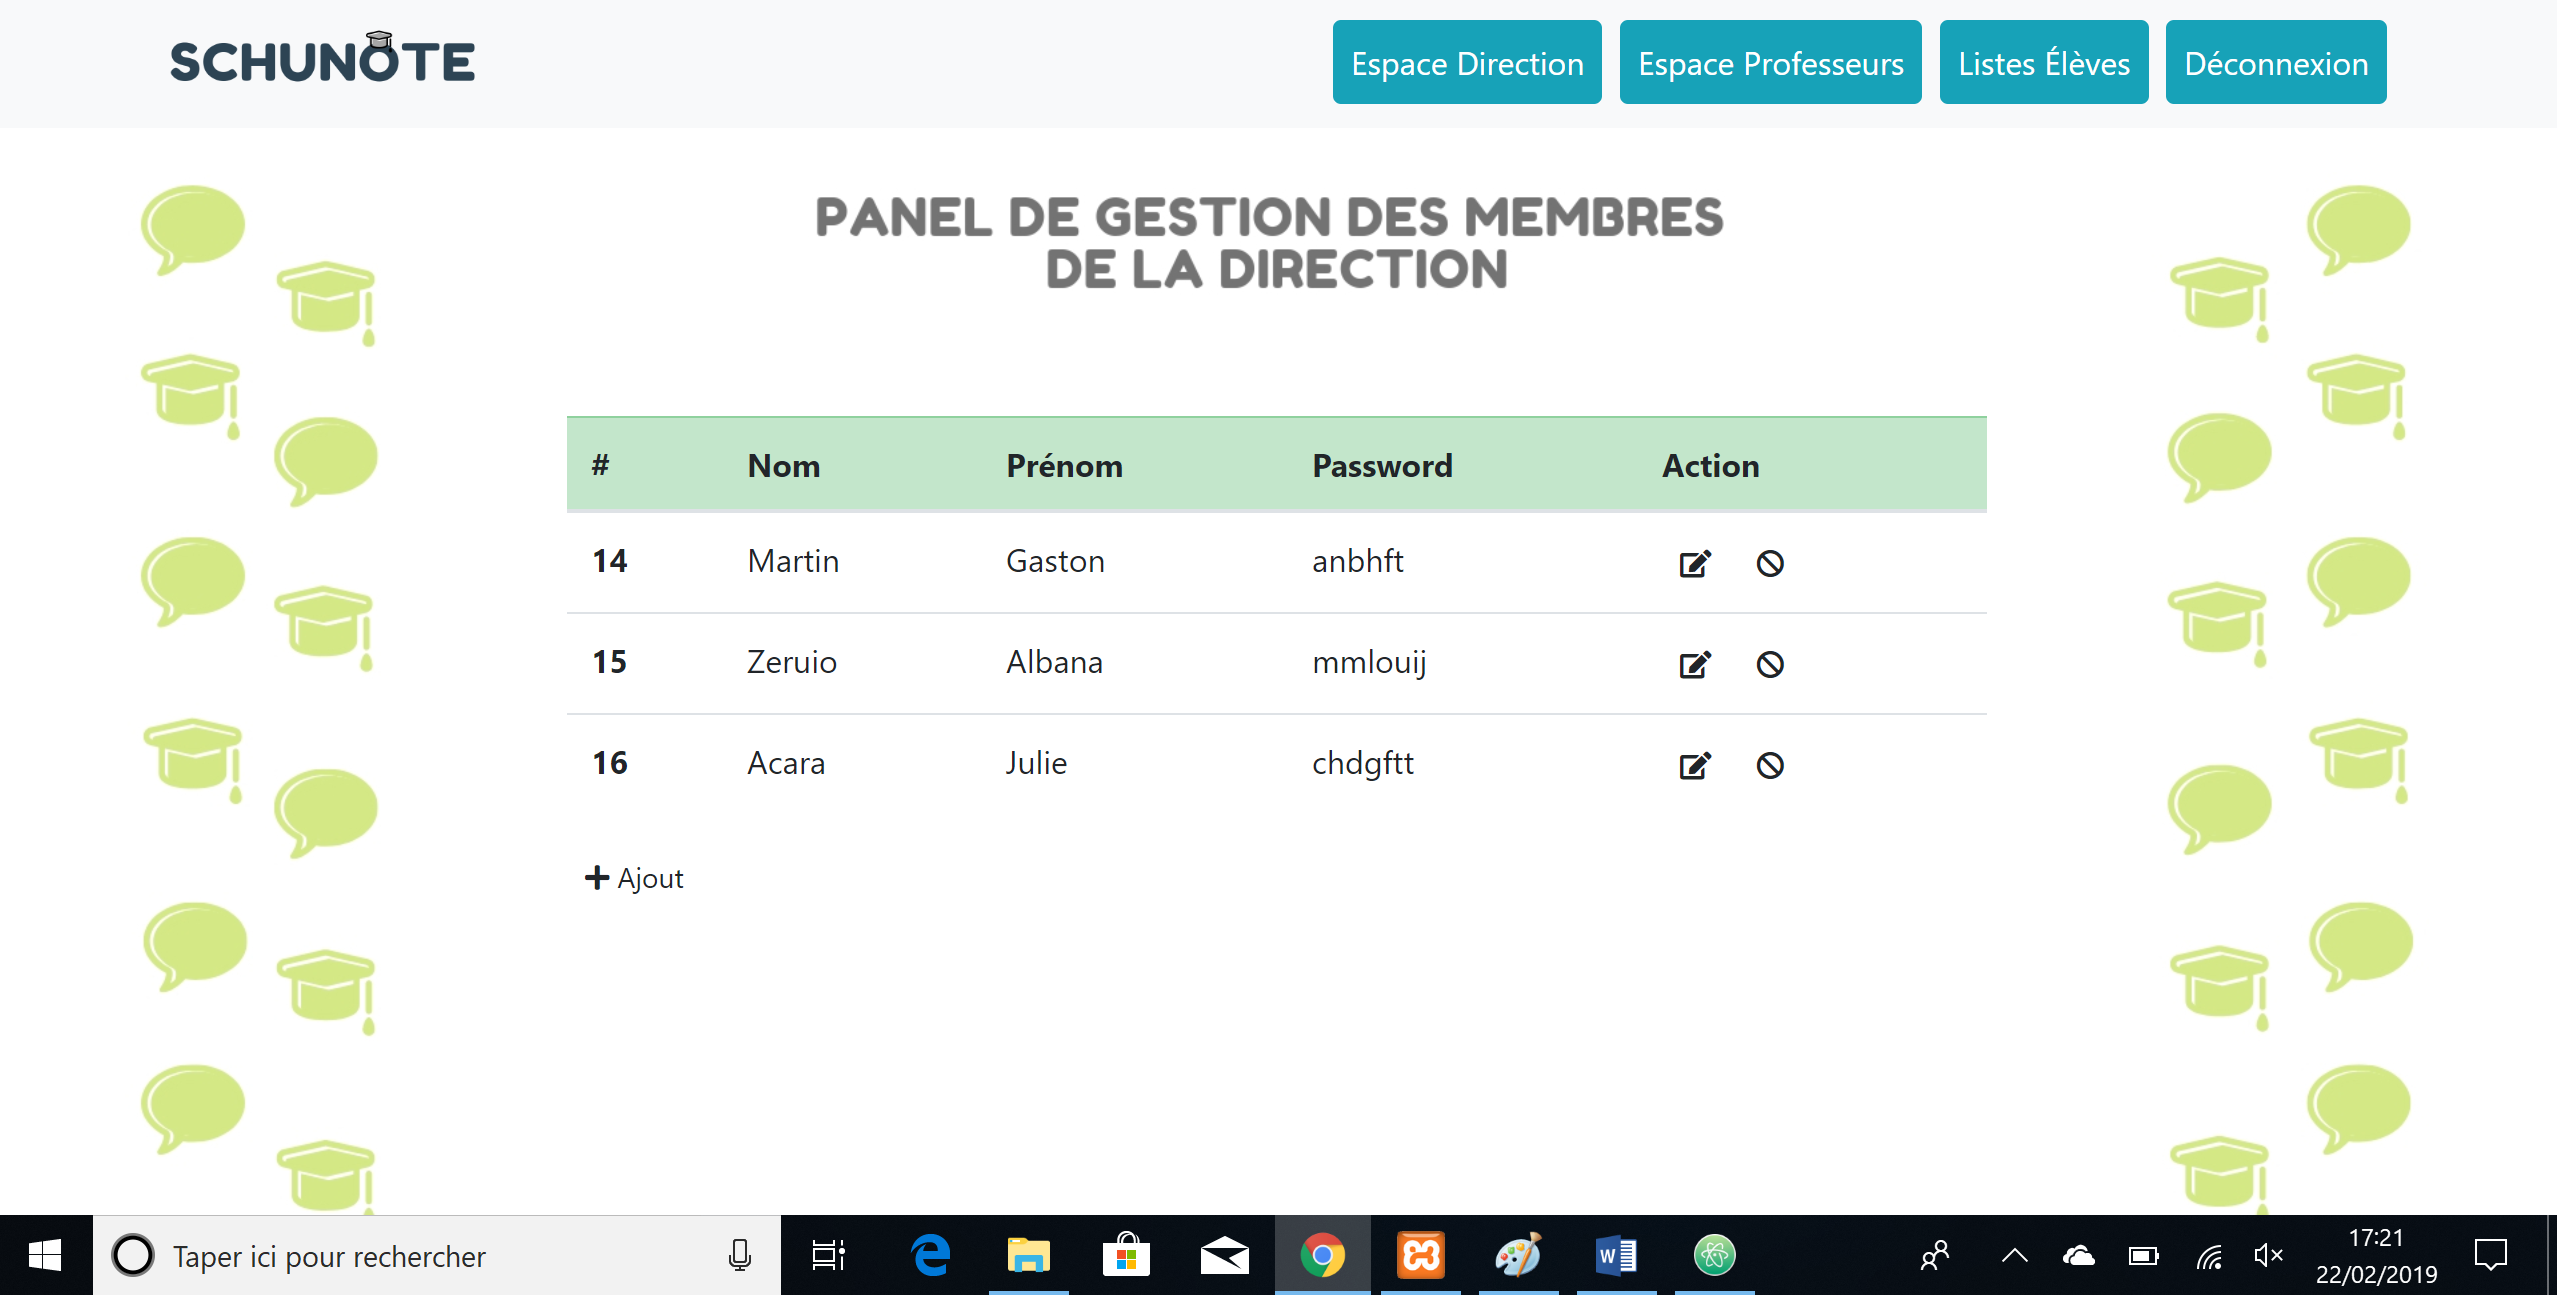 SCHUNOTE
Espace Direction Espace Professeurs Listes Élèves Déconnexion
PANEL DE GESTION DES MEMBRES
DE LA DIRECTION
# Nom Prénom Password Action
14 Martin Gaston anbhft
15 Zeruio Albana mmlouij
16 Acara Julie chdgftt
Ajout
Taper ici pour rechercher
17:21
22/02/2019